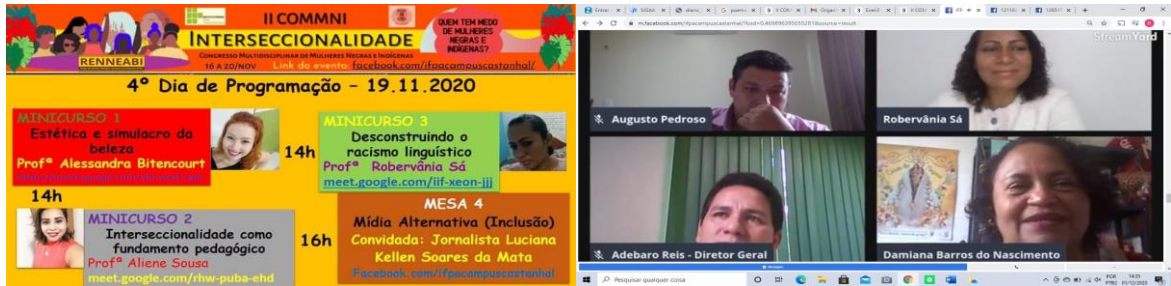 II COMMNI
INTERSECCIONALIDADE
CONGRESSO MULTIDISCIPLINAR DE MULHERES NEGRAS E INDÍGENAS
16 A 20/NOV Link do evento: facebook.com/ifpacampuscastanhal/
QUEM TEM MEDO
DE MULHERES
NEGRAS E
INDÍGENAS?
RENNEABI
4º Dia de Programação – 19.11.2020
MINICURSO 1
Estética e simulacro da
beleza
Profª Alessandra Bitencourt
14h
MINICURSO 3
Desconstruindo o
racismo linguístico
Profª Robervânia Sá
meet.google.com/iif-xeon-jjj
14h
MINICURSO 2
Interseccionalidade como
fundamento pedagógico
Profª Aliene Sousa
meet.google.com/rhw-puba-ehd
16h
MESA 4
Mídia Alternativa (Inclusão)
Convidada: Jornalista Luciana
Kellen Soares da Mata
Facebook.com/ifpacampuscastanhal
StreamYard
Augusto Pedroso
Robervânia Sá
Adebaro Reis - Diretor Geral
Damiana Barros do Nascimento
Pesquisar qualquer coisa
14:35
01/12/2020